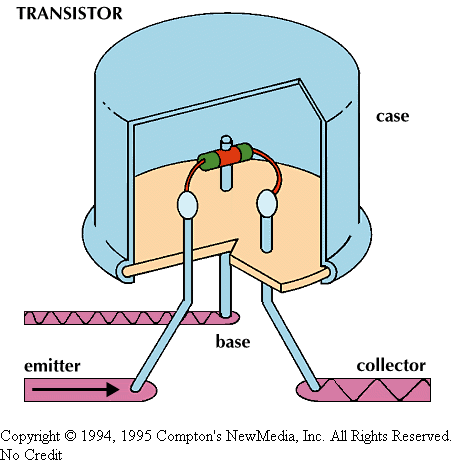 TRANSISTOR
case
base
emitter
collector
Copyright © 1994, 1995 Compton's NewMedia, Inc. All Rights Reserved.
No Credit